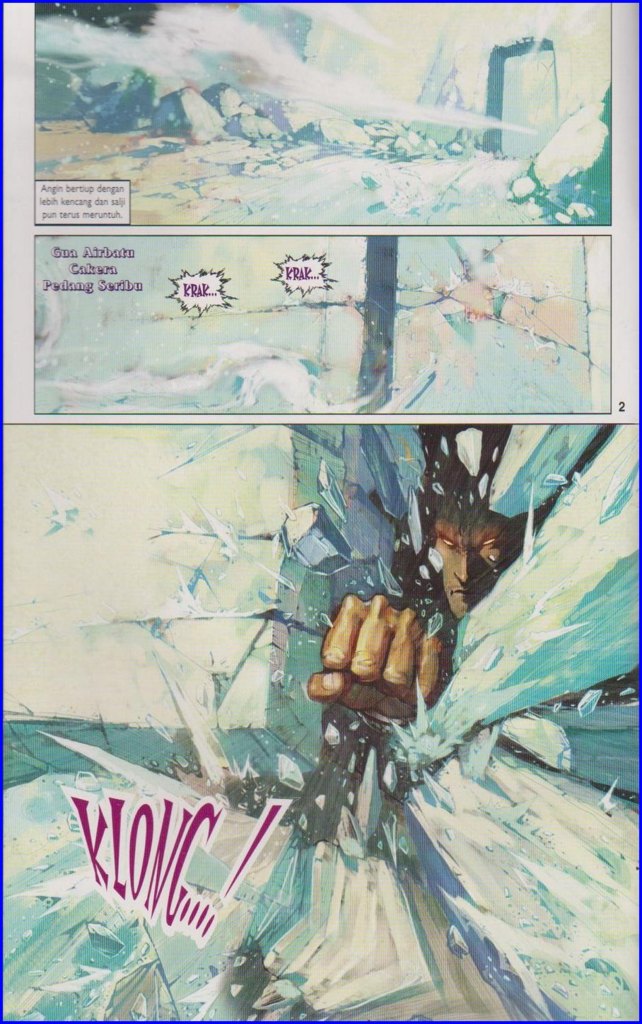 Angin bertiup dengan
lebih kencang dan salji
pun terus meruntuh.
Gua Airbatu
Cakera
Pedang Seribu
KRAK...
KRAK...
2
KLONG....!